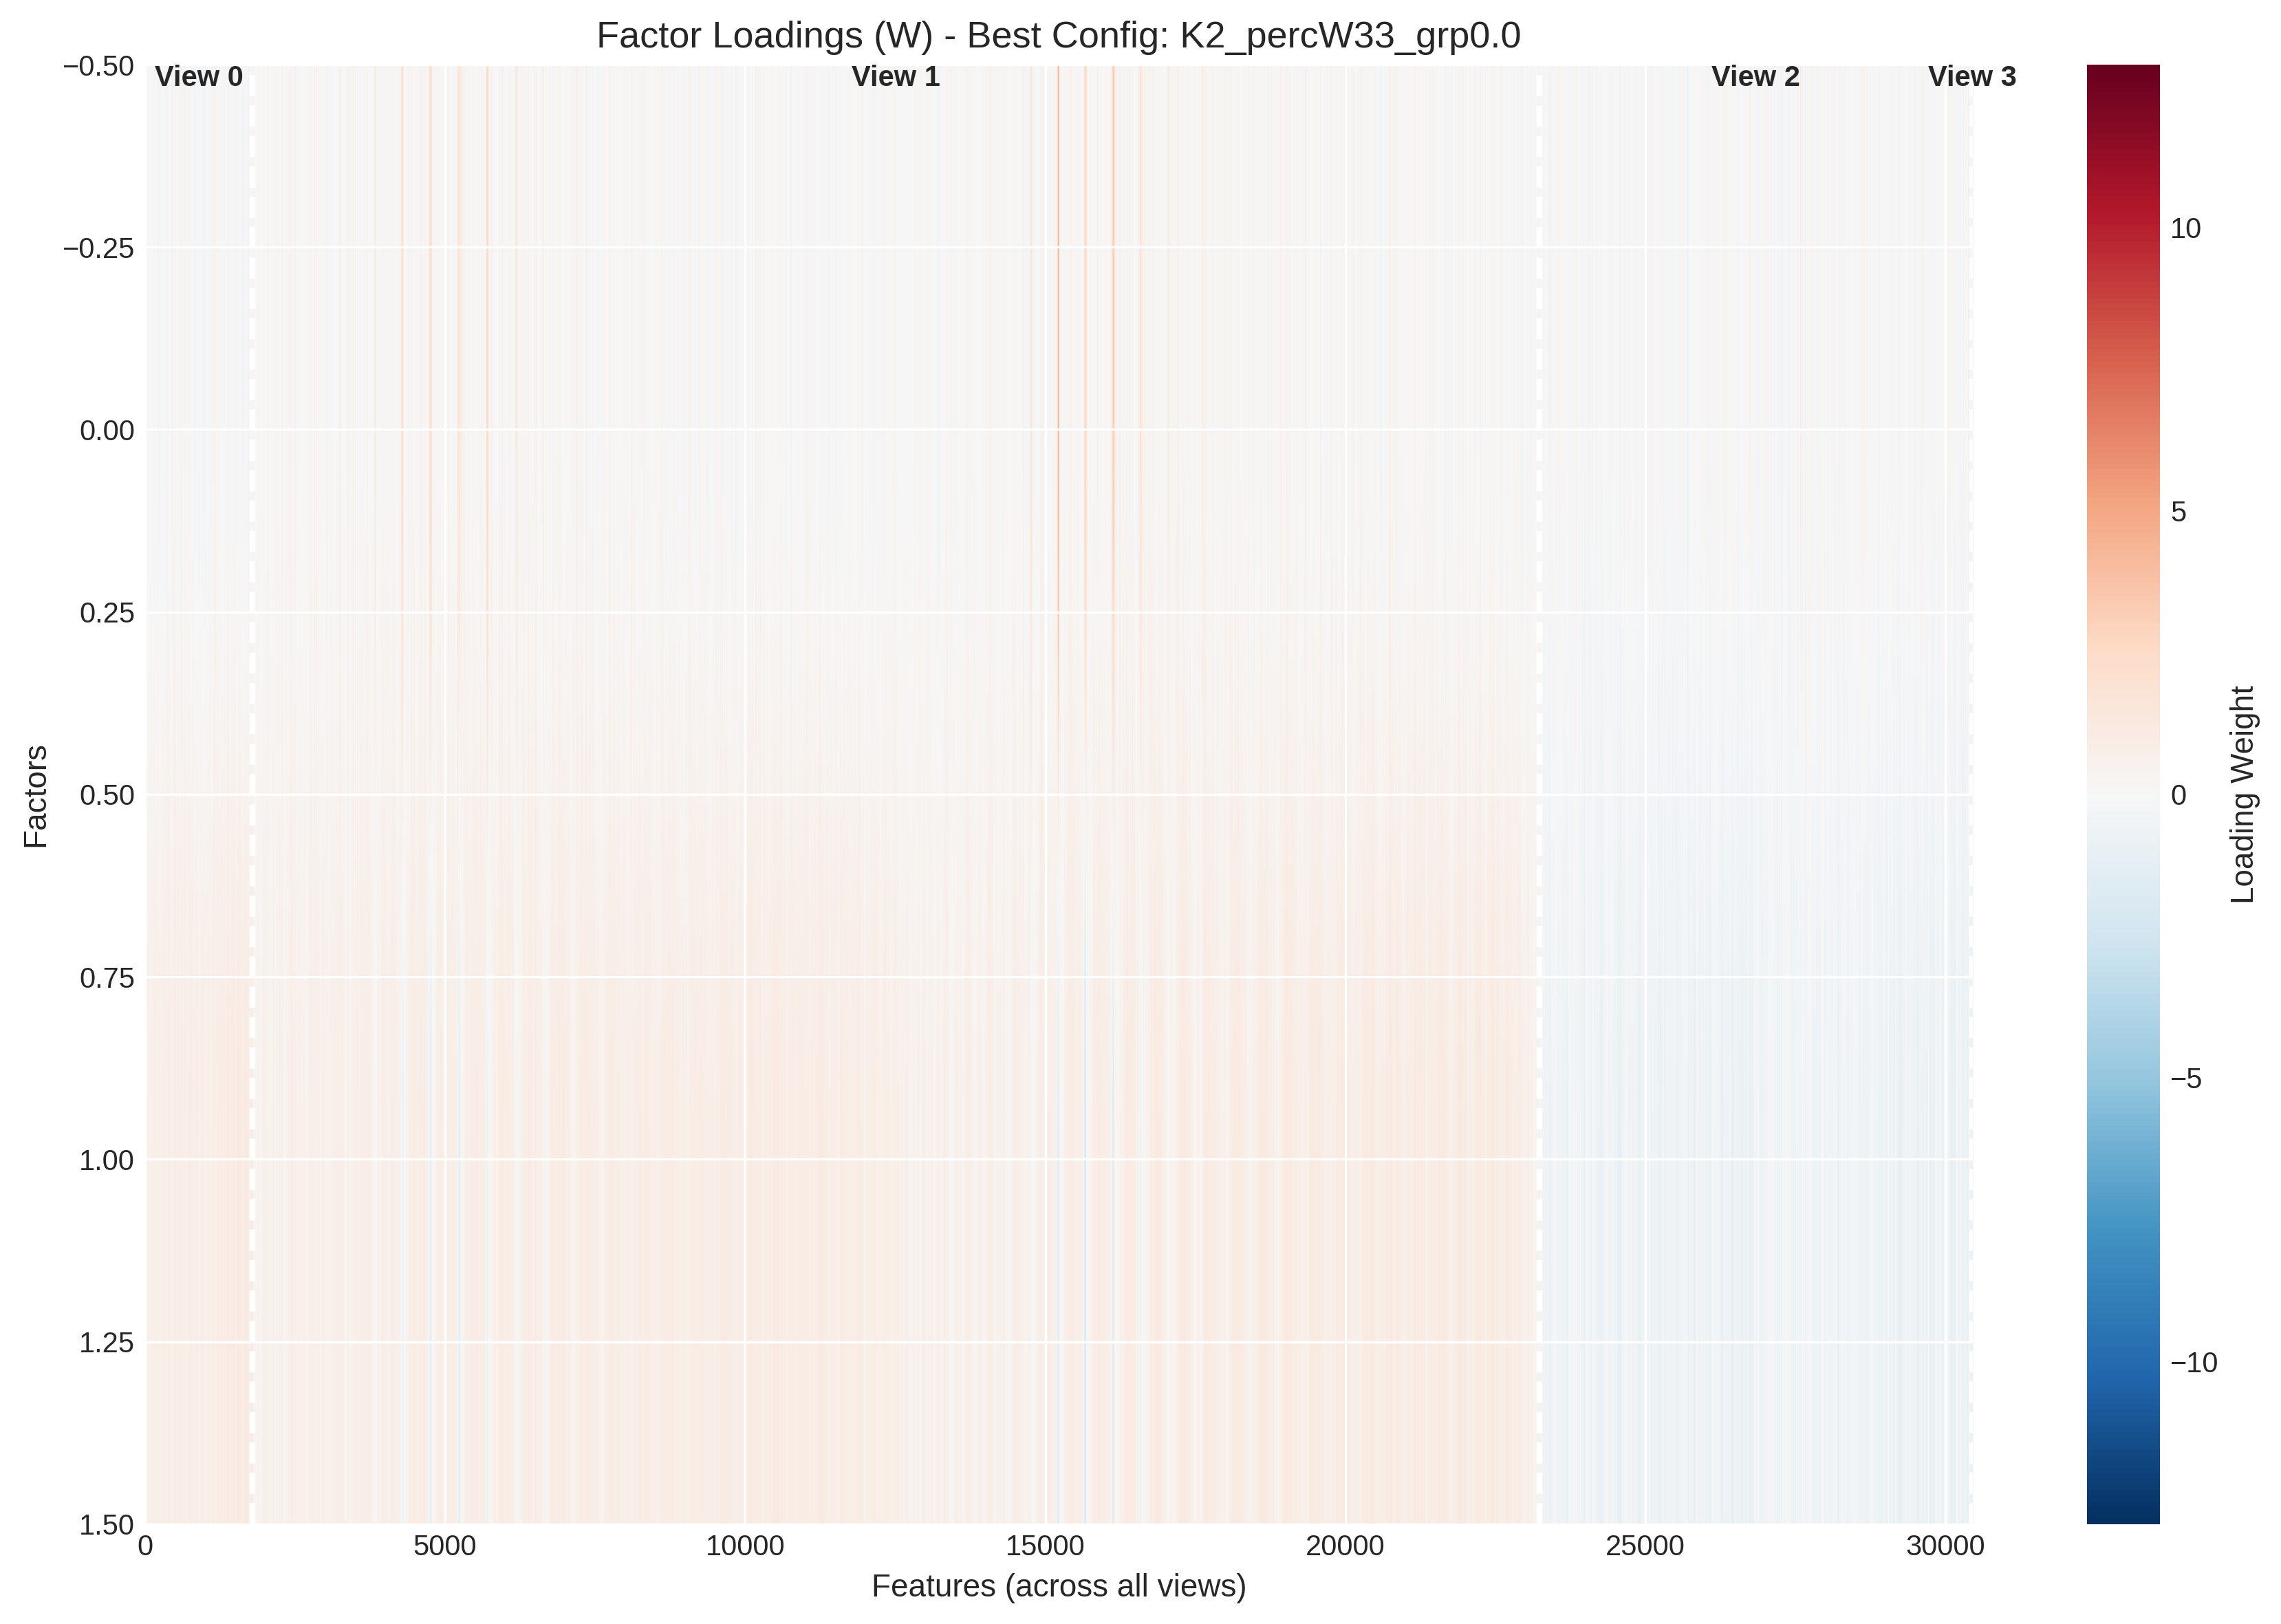 Factor Loadings (W) - Best Config: K2_percW33_grp0.0
View 0 View 1 View 2 View 3
−0.50
−0.25
0.00
0.25
0.50
0.75
1.00
1.25
1.50
Factors
0 5000 10000 15000 20000 25000 30000
Features (across all views)
10
5
0
−5
−10
Loading Weight